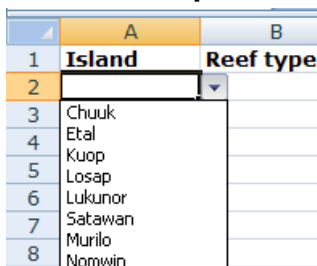 A B
1 Island Reef type
2
3 Chuuk
4 Etal
Kuop
5 Losap
6 Lukunor
7 Satawan
Murilo
8 Nomwin